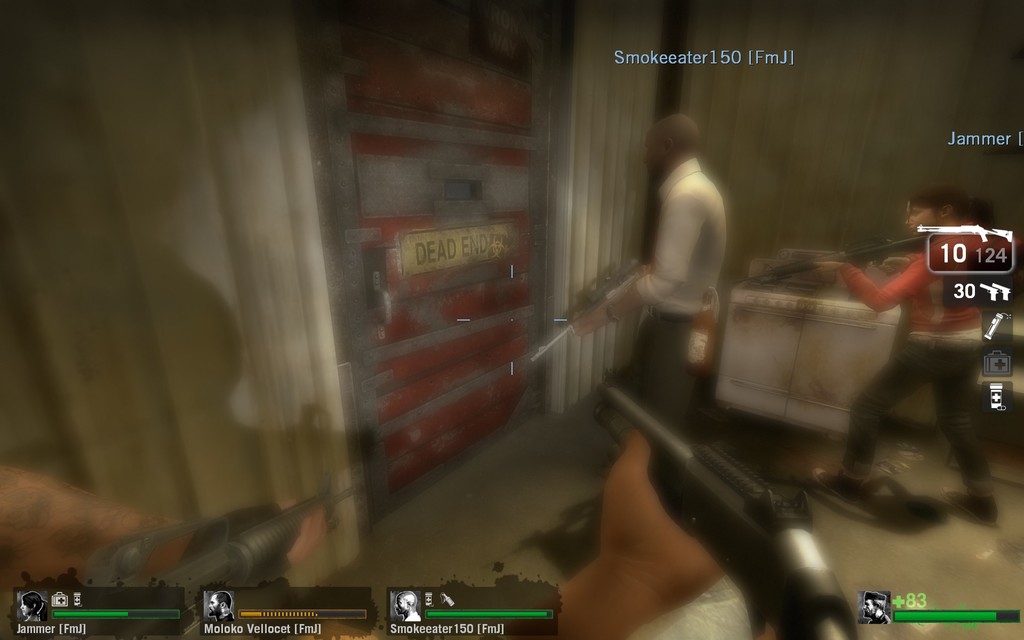 Smokeeater150 [FmJ]
Jammer [
DEAD END
10 124
30
+83
Jammer [FmJ]
Moloko Vellocet [FmJ]
Smokeeater150 [FmJ]